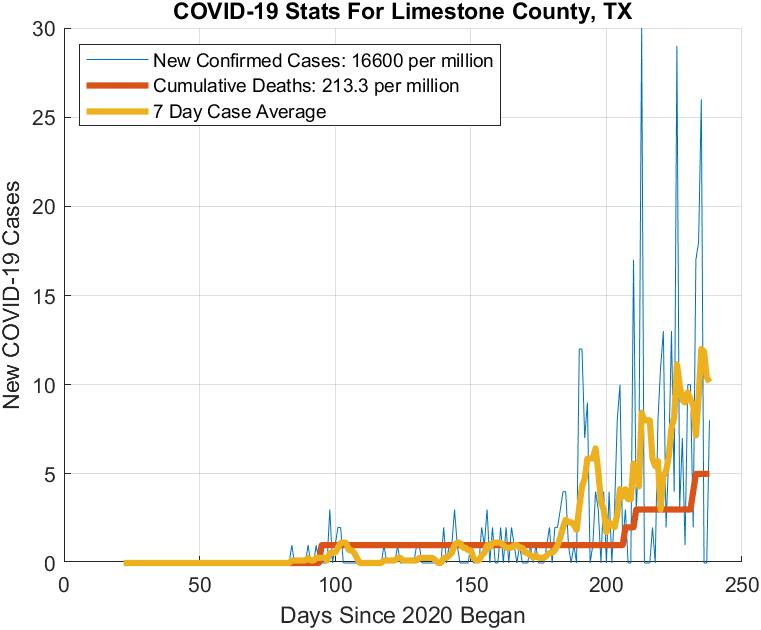 COVID-19 Stats For Limestone County, TX
New Confirmed Cases: 16600 per million
Cumulative Deaths: 213.3 per million
7 Day Case Average
New COVID-19 Cases
30
25
20
15
10
5
0
0 50 100 150 200 250
Days Since 2020 Began